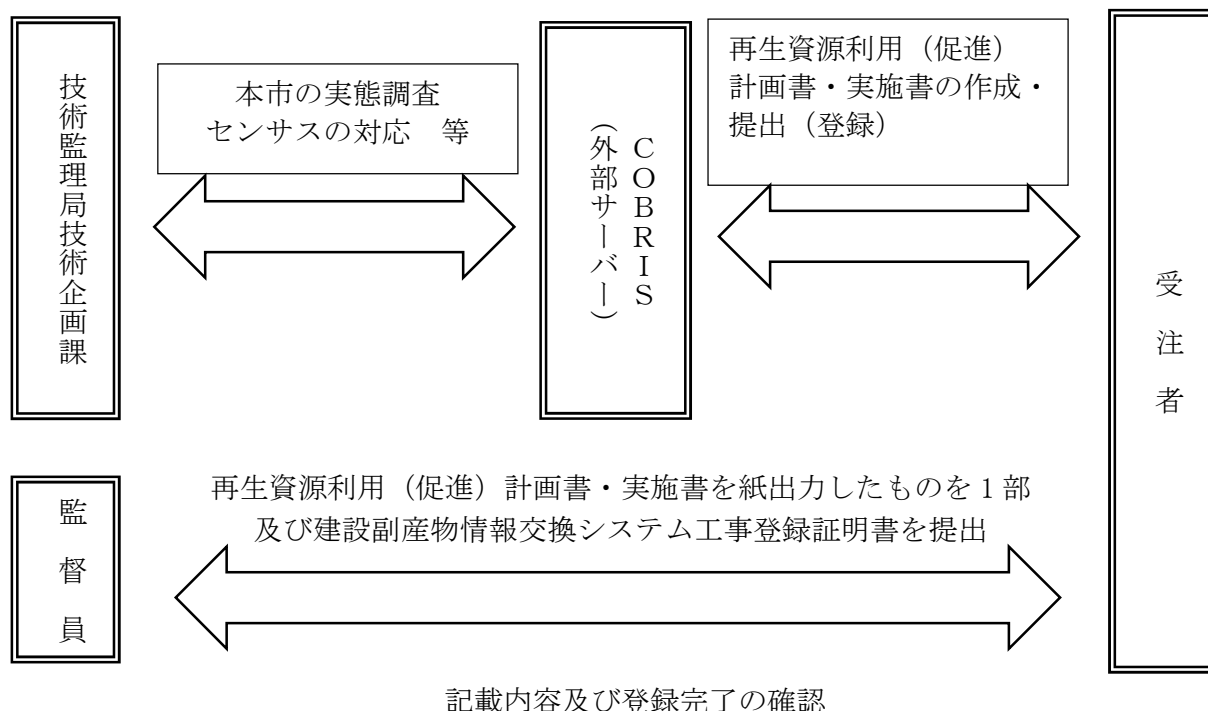 技術監理局技術企画課
本市の実態調査
センサスの対応　等
COBRIS
（外部サーバー）
再生資源利用（促進）
計画書・実施書の作成・
提出（登録）
受注者
監督員
再生資源利用（促進）計画書・実施書を紙出力したものを１部
及び建設副産物情報交換システム工事登録証明書を提出
記載内容及び登録完了の確認